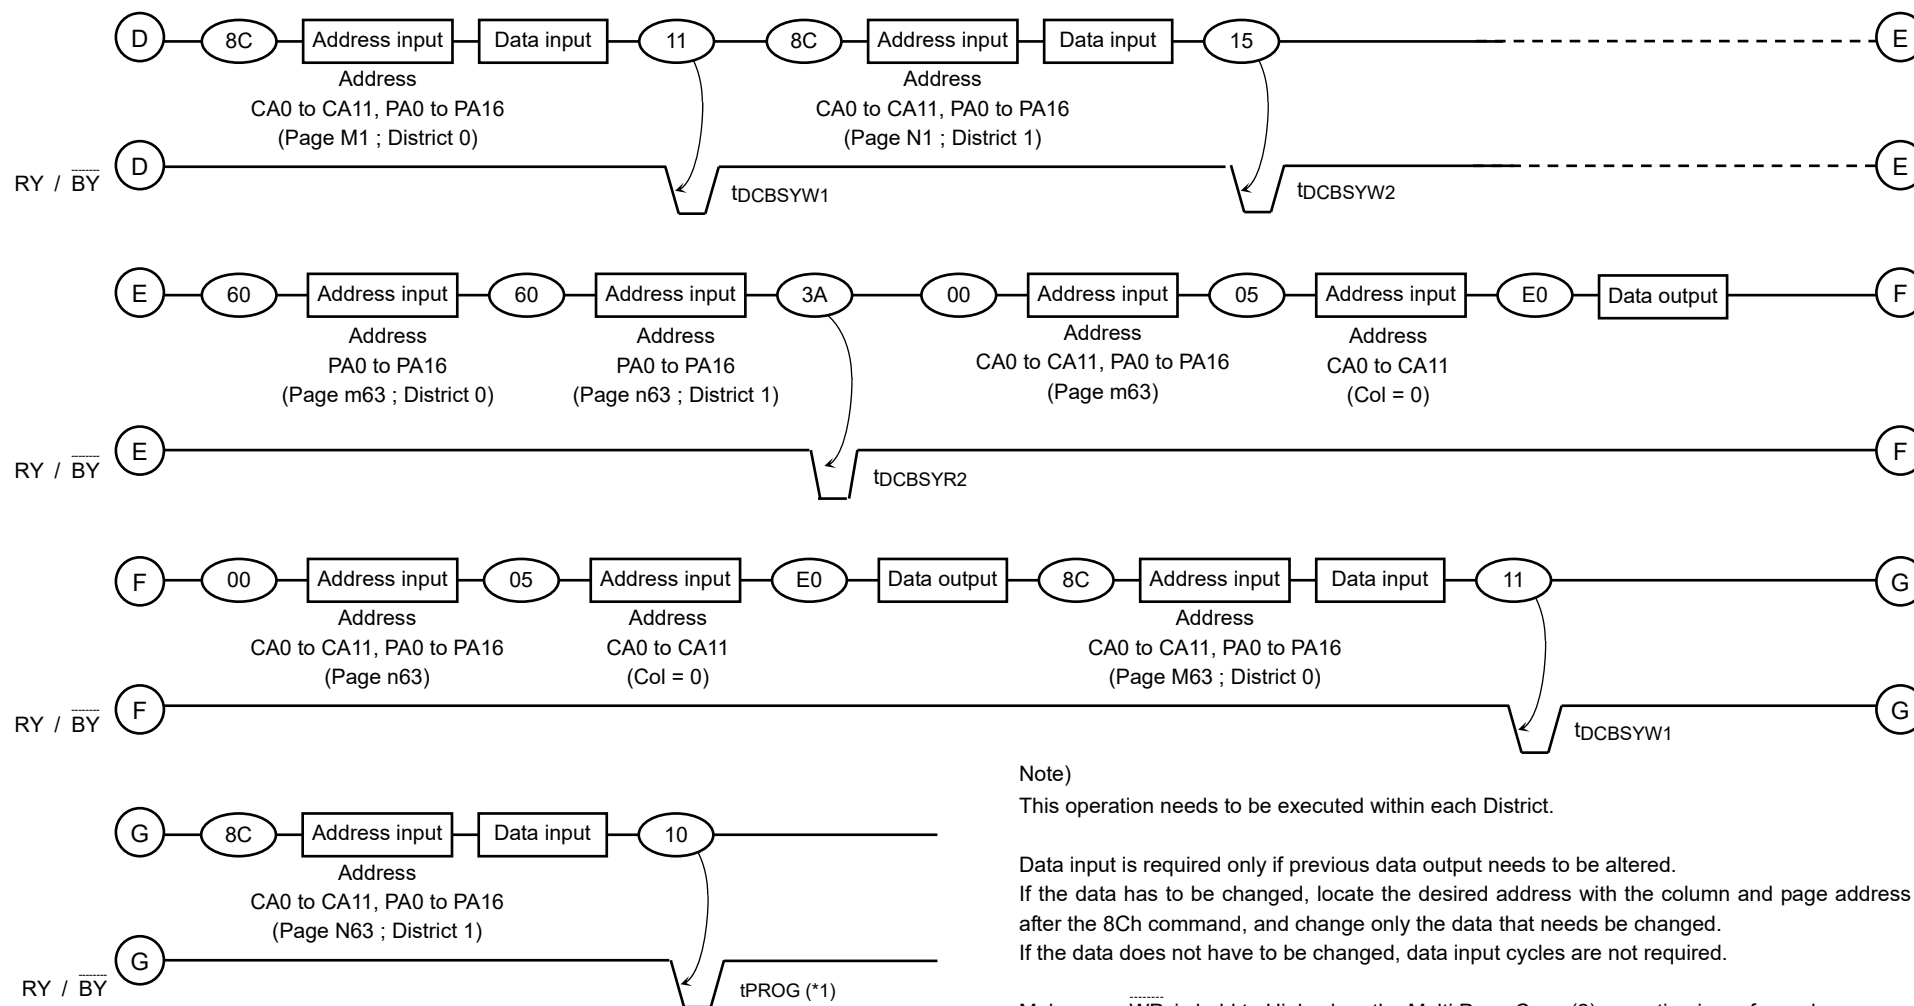 D 8C Address input Data input 11 8C Address input Data input 15 E
Address Address
CA0 to CA11, PA0 to PA16 CA0 to CA11, PA0 to PA16
(Page M1 ; District 0) (Page N1 ; District 1)
D E
RY / BY tDCBSYW1 tDCBSYW2
E 60 Address input 60 Address input 3A 00 Address input 05 Address input E0 Data output F
Address Address Address Address
PA0 to PA16 PA0 to PA16 CA0 to CA11, PA0 to PA16 CA0 to CA11
(Page m63 ; District 0) (Page n63 ; District 1) (Page m63) (Col = 0)
E F
RY / BY tDCBSYR2
F 00 Address input 05 Address input E0 Data output 8C Address input Data input 11 G
Address Address Address
CA0 to CA11, PA0 to PA16 CA0 to CA11 CA0 to CA11, PA0 to PA16
(Page n63) (Col = 0) (Page M63 ; District 0)
F G
RY / BY tDCBSYW1
G 8C Address input Data input 10
Address
CA0 to CA11, PA0 to PA16
(Page N63 ; District 1)
G
RY / BY tPROG (*1)
Note)
This operation needs to be executed within each District.
Data input is required only if previous data output needs to be altered.
If the data has to be changed, locate the desired address with the column and page address
after the 8Ch command, and change only the data that needs be changed.
If the data does not have to be changed, data input cycles are not required.